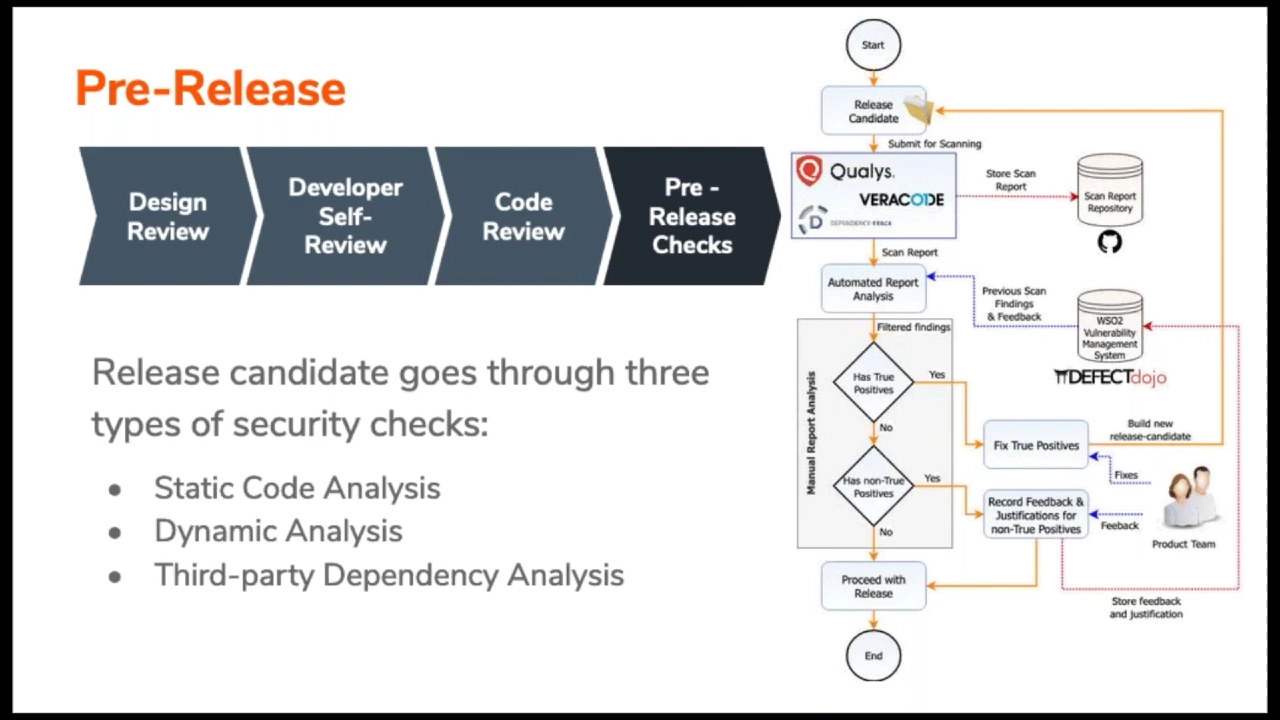 Pre-Release
Design
Review
Developer
Self-
Review
Code
Review
Pre -
Release
Checks
Release candidate goes through three
types of security checks:
● Static Code Analysis
● Dynamic Analysis
● Third-party Dependency Analysis
Start
Release
Candidate
Submit for Scanning
Qualys.
VERACODE
DEPENDENCY-TRACK
Store Scan
Report
Scan Report
Repository
Scan Report
Automated Report
Analysis
Previous Scan
Findings
& Feedback
WSO2
Vulnerability
Management
System
DEFECTdojo
Manual Report Analysis
Filtered findings
Has True
Positives
Yes
No
Fix True Positives
Build new
release-candidate
Has non-True
Positives
Yes
No
Record Feedback &
Justifications for
non-True Positives
Fixes
Feeback
Product Team
Proceed with
Release
Store feedback
and justification
End